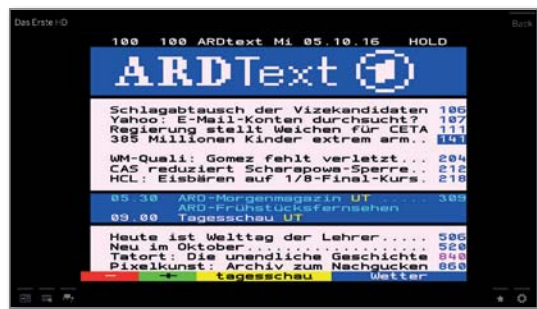 Das Erste HD
Back
100 100 ARDtext Mi 05.10.16 HOLD
ARDText
Schlagabtausch der Vizekandidaten 106
Yahoo: E-Mail-Konten durchsucht? 107
Regierung stellt Weichen für CETA 111
385 Millionen Kinder extrem arm.. 141
WM-Quali: Gomez fehlt verletzt... 204
CAS reduziert Scharapowa-Sperre.. 212
HCL: Eisbären auf 1/8-Final-Kurs. 218
05.30 ARD-Morgenmagazin UT ..... 309
ARD-Frühstücksfernsehen
09.00 Tagesschau UT
Heute ist Welttag der Lehrer..... 506
Neu im Oktober................... 520
Tatort: Die unendliche Geschichte 840
Pixelkunst: Archiv zum Nachgucken 860
- + tagesschau Wetter